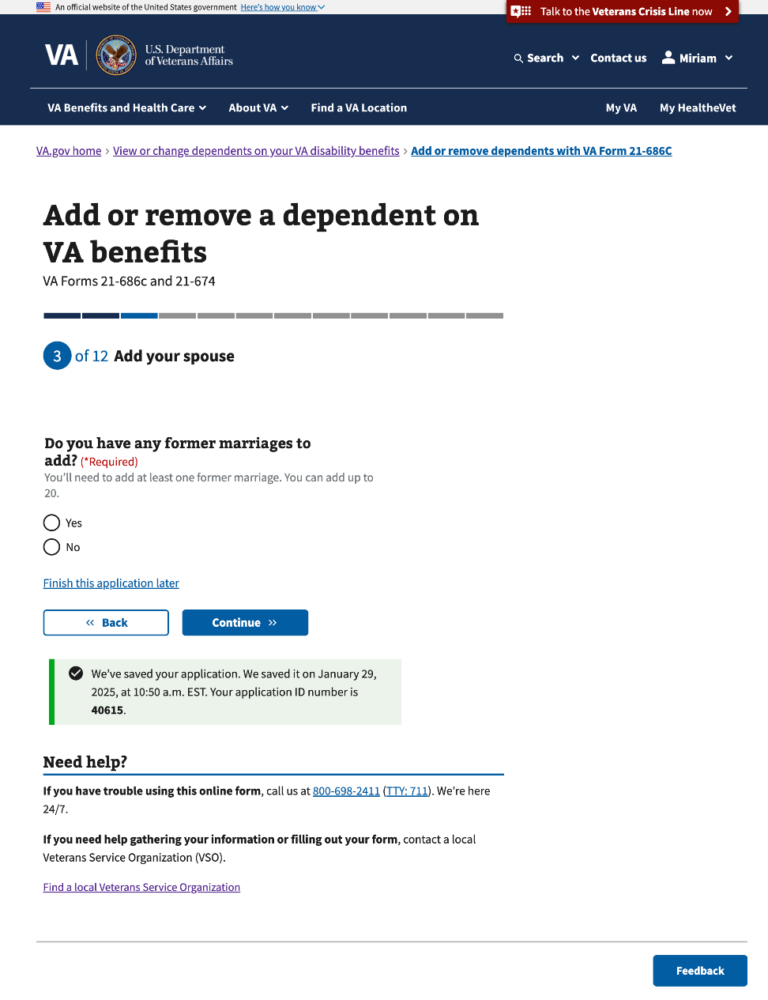 An official website of the United States government Here's how you know
Talk to the Veterans Crisis Line now
VA
U.S. Department
of Veterans Affairs
Search Contact us Miriam
VA Benefits and Health Care About VA Find a VA Location My VA My HealtheVet
VA.gov home › View or change dependents on your VA disability benefits › Add or remove dependents with VA Form 21-686C
Add or remove a dependent on
VA benefits
VA Forms 21-686c and 21-674
3 of 12 Add your spouse
Do you have any former marriages to
add? (*Required)
You'll need to add at least one former marriage. You can add up to
20.
Yes
No
Finish this application later
« Back
Continue »
We've saved your application. We saved it on January 29,
2025, at 10:50 a.m. EST. Your application ID number is
40615.
Need help?
If you have trouble using this online form, call us at 800-698-2411 (TTY: 711). We're here
24/7.
If you need help gathering your information or filling out your form, contact a local
Veterans Service Organization (VSO).
Find a local Veterans Service Organization
Feedback